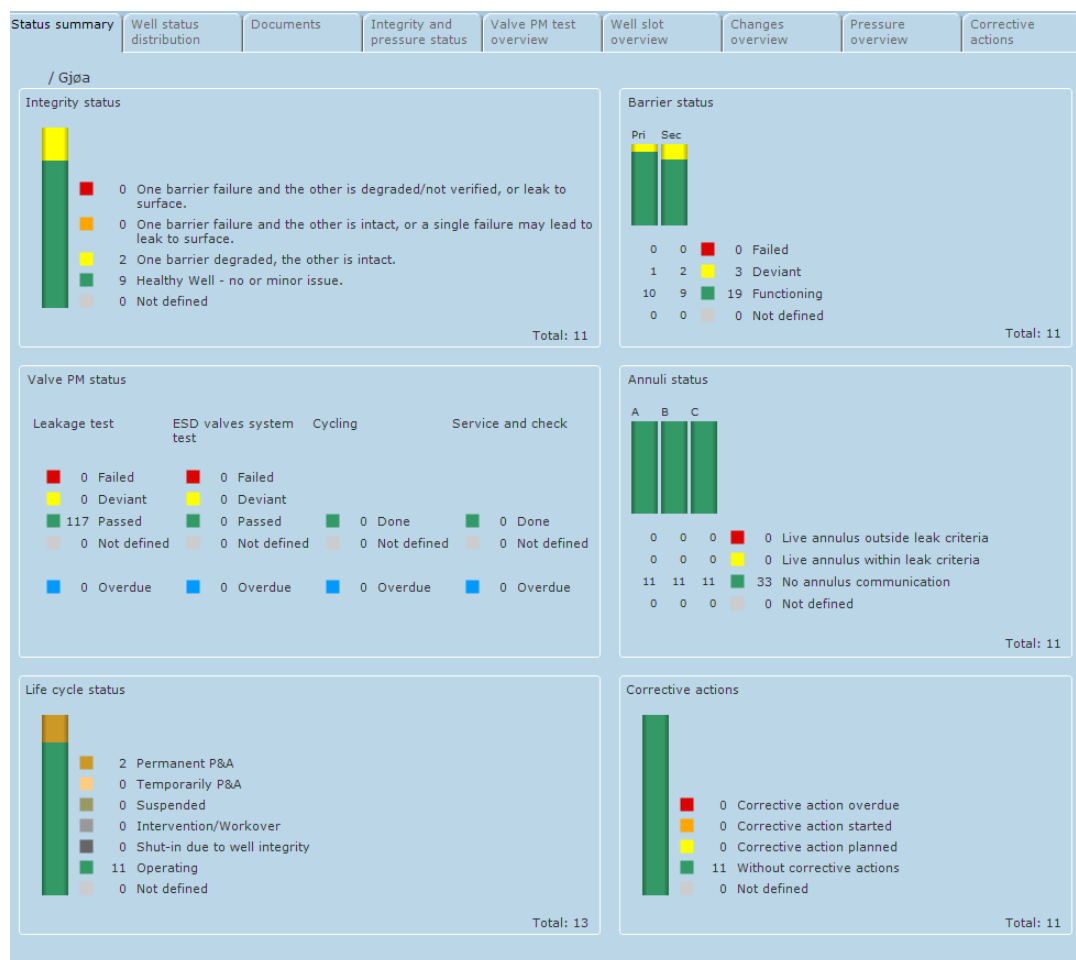 Status summary
Well status
distribution
Documents
Integrity and
pressure status
Valve PM test
overview
Well slot
overview
Changes
overview
Pressure
overview
Corrective
actions
/ Gjøa
Integrity status
0 One barrier failure and the other is degraded/not verified, or leak to
surface.
0 One barrier failure and the other is intact, or a single failure may lead to
leak to surface.
2 One barrier degraded, the other is intact.
9 Healthy Well - no or minor issue.
0 Not defined
Total: 11
Barrier status
Pri Sec
0 0 0 Failed
1 2 3 Deviant
10 9 19 Functioning
0 0 0 Not defined
Total: 11
Valve PM status
Leakage test
ESD valves system
test
Cycling
Service and check
0 Failed 0 Failed
0 Deviant 0 Deviant
117 Passed 0 Passed 0 Done 0 Done
0 Not defined 0 Not defined 0 Not defined 0 Not defined
0 Overdue 0 Overdue 0 Overdue 0 Overdue
Annuli status
A B C
0 0 0 0 Live annulus outside leak criteria
0 0 0 0 Live annulus within leak criteria
11 11 11 33 No annulus communication
0 0 0 0 Not defined
Total: 11
Life cycle status
2 Permanent P&A
0 Temporarily P&A
0 Suspended
0 Intervention/Workover
0 Shut-in due to well integrity
11 Operating
0 Not defined
Total: 13
Corrective actions
0 Corrective action overdue
0 Corrective action started
0 Corrective action planned
11 Without corrective actions
0 Not defined
Total: 11